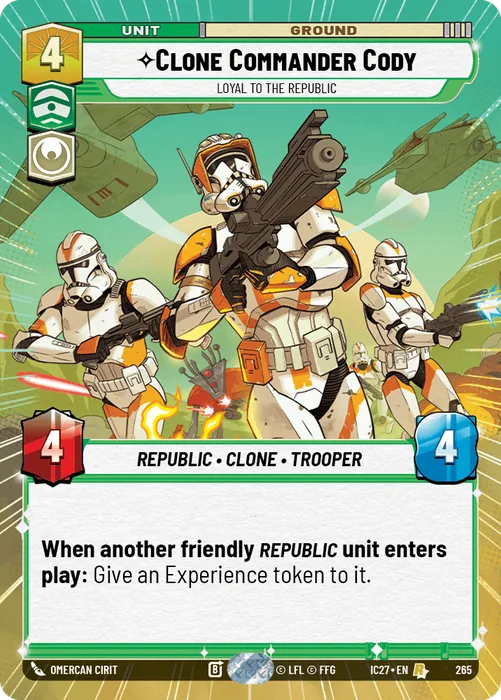 UNIT
GROUND
4
✧CLONE COMMANDER CODY
LOYAL TO THE REPUBLIC
4
4
REPUBLIC • CLONE • TROOPER
When another friendly REPUBLIC unit enters
play: Give an Experience token to it.
OMERCAN CIRIT
B
© LFL © FFG
IC27 • EN
R
265